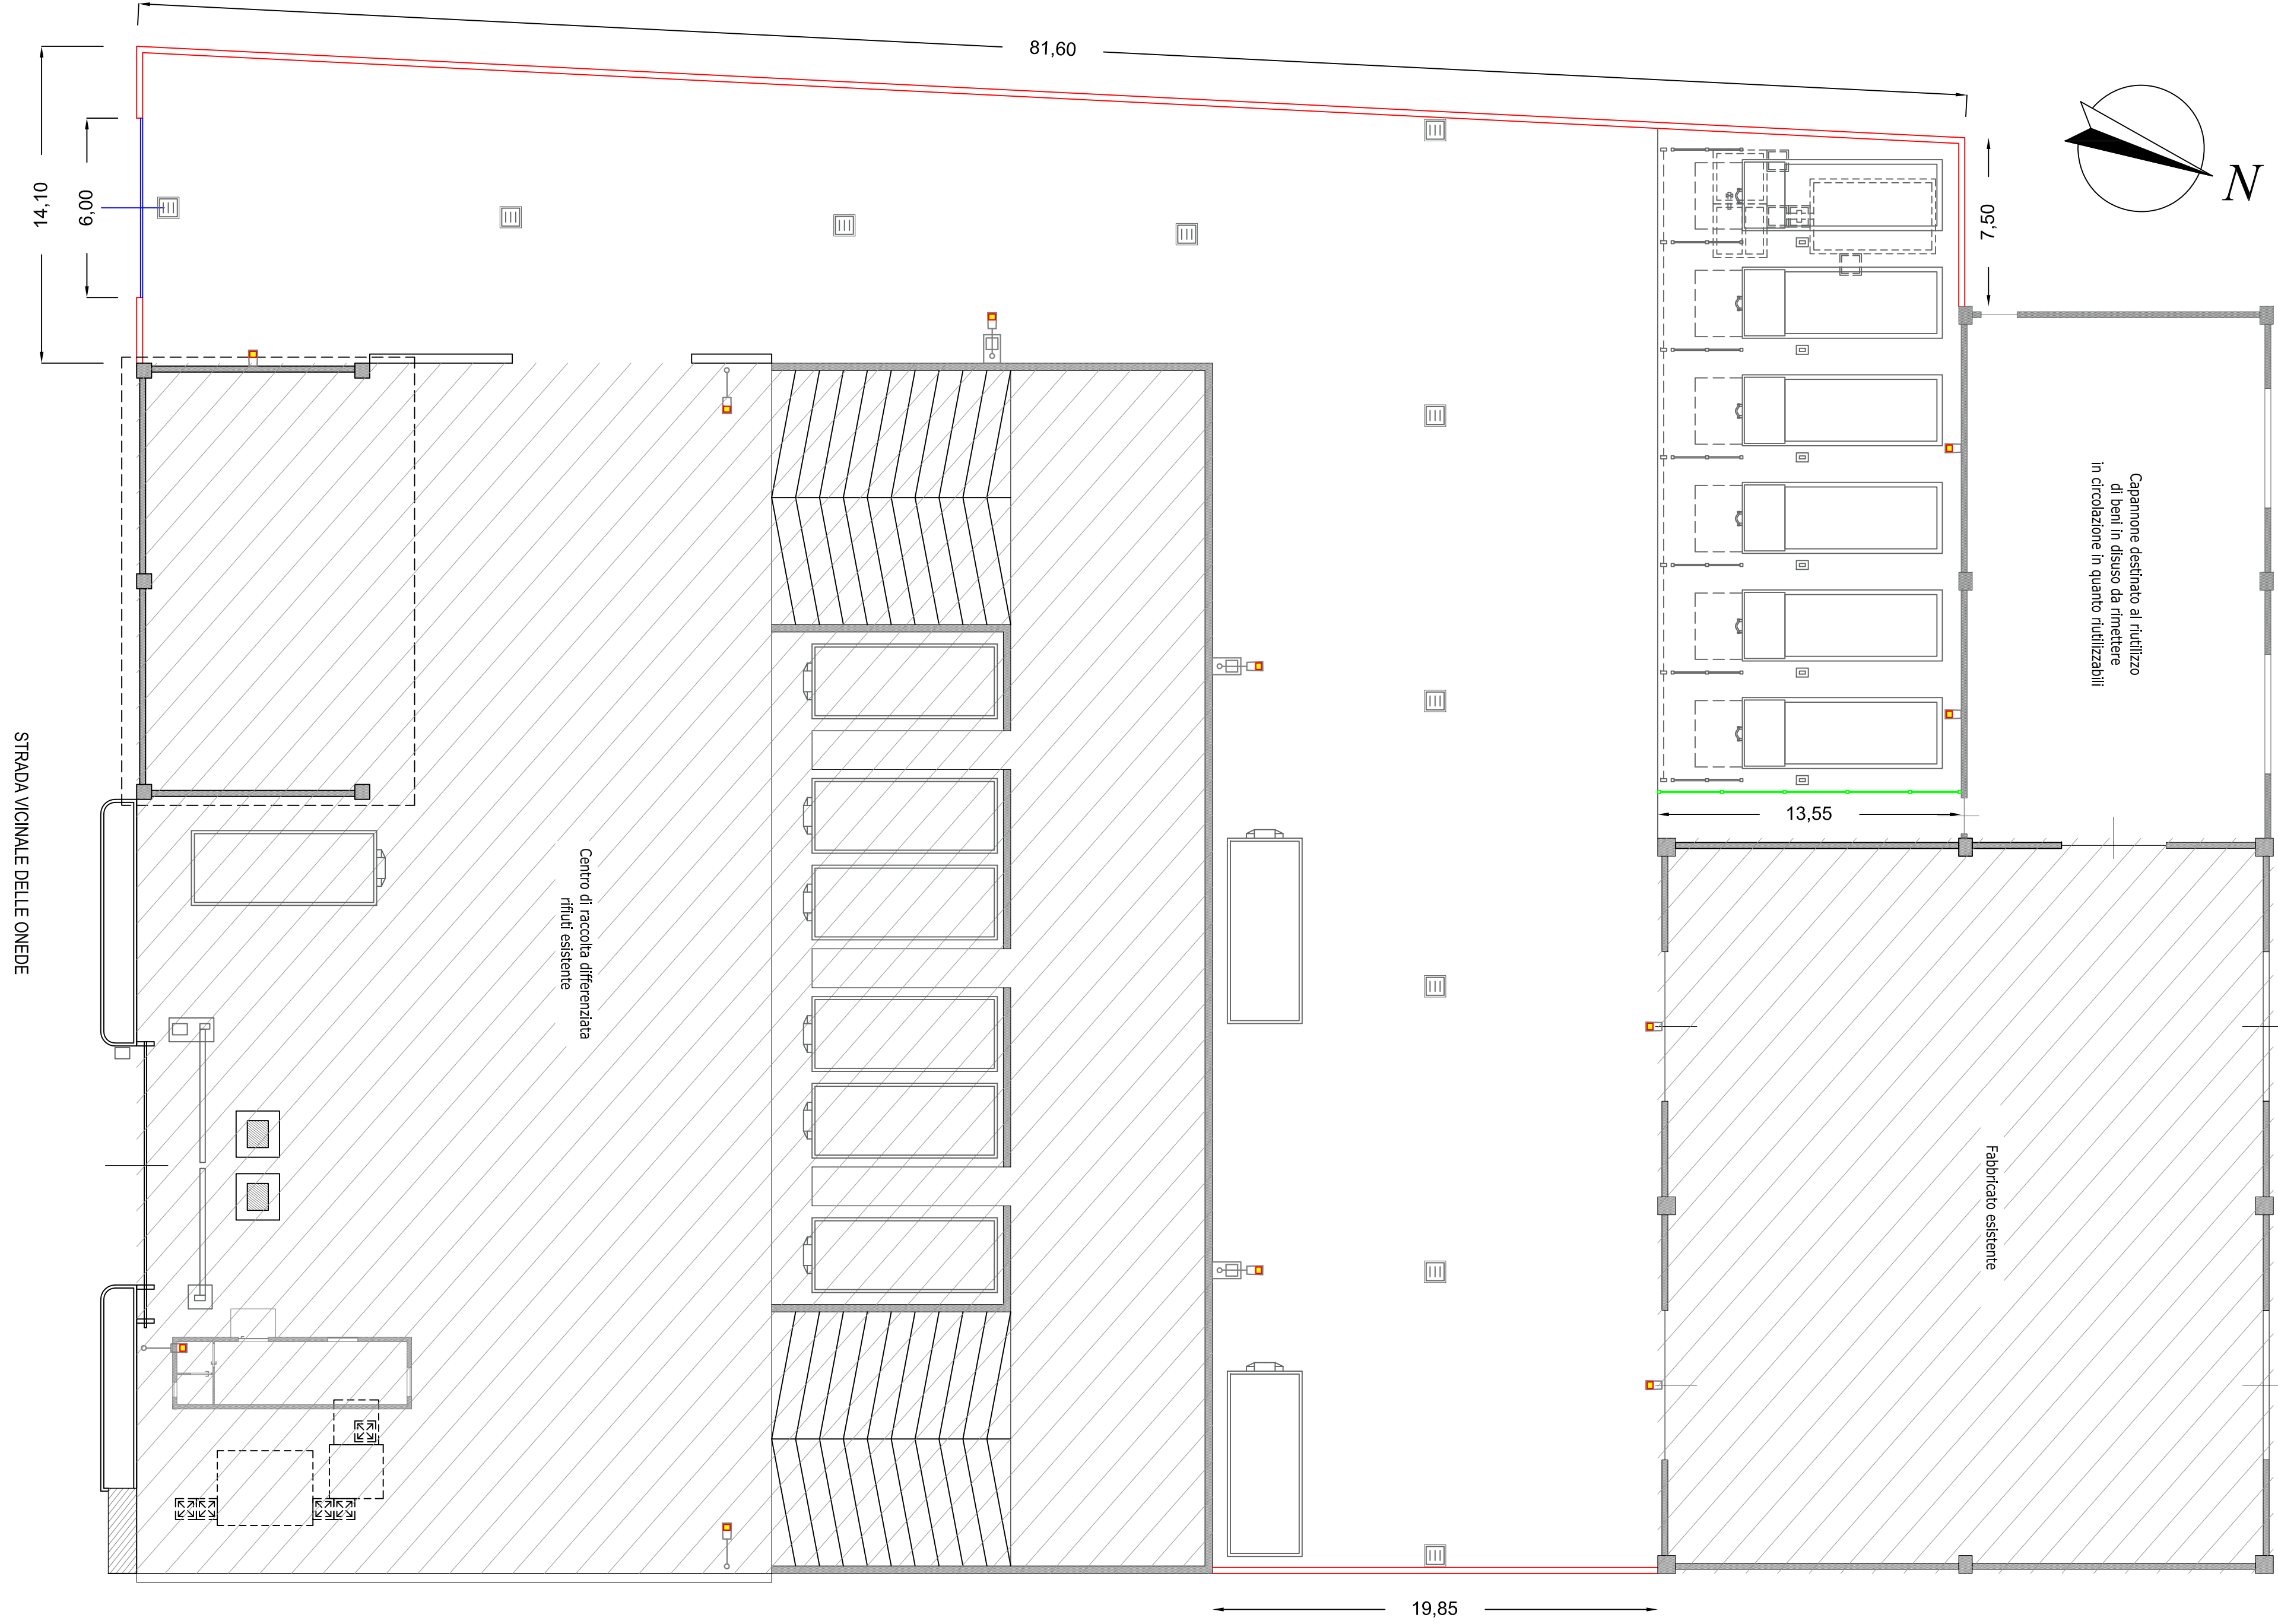 81,60
14,10
6,00
7,50
N
Capannone destinato al riutilizzo
di beni in disuso da rimettere
in circolazione in quanto riutilizzabili
13,55
STRADA VICINALE DELLE ONEDE
Centro di raccolta differenziata
rifiuti esistente
Fabbricato esistente
19,85